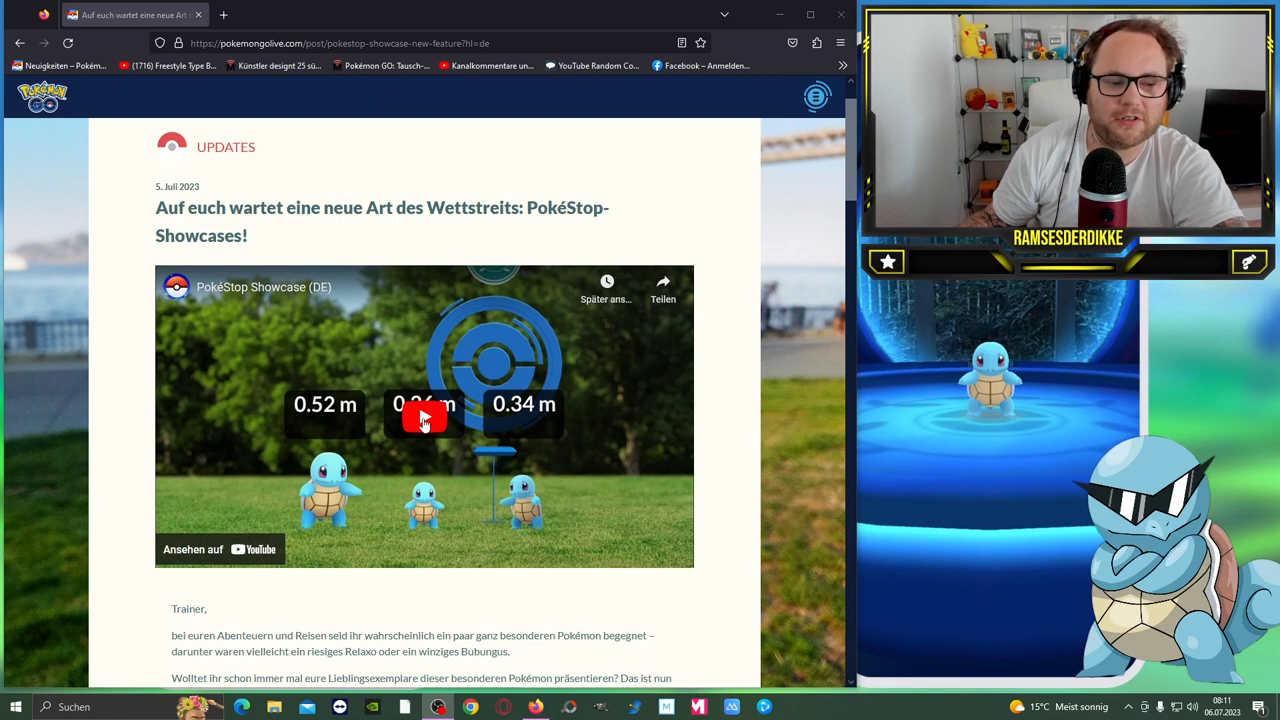 Auf euch wartet eine neue Art d
https://pokemongolive.com/post/pokestop-showcase-new-feature?hl=de
Neuigkeiten – Pokém...
(1716) Freestyle Type B...
Künstler designt 25 sü...
Pokémon GO: Tausch-...
Kanalkommentare un...
YouTube Random Co...
Facebook – Anmelden...
POKÉMON GO
UPDATES
5. Juli 2023
Auf euch wartet eine neue Art des Wettstreits: PokéStop-
Showcases!
PokéStop Showcase (DE)
Später ans...
Teilen
0.52 m
0.34 m
Ansehen auf YouTube
Trainer,
bei euren Abenteuern und Reisen seid ihr wahrscheinlich ein paar ganz besonderen Pokémon begegnet –
darunter waren vielleicht ein riesiges Relaxo oder ein winziges Bubungus.
Wolltet ihr schon immer mal eure Lieblingsexemplare dieser besonderen Pokémon präsentieren? Das ist nun
RAMSESDERDIKKE
Suchen
15°C Meist sonnig
08:11
06.07.2023